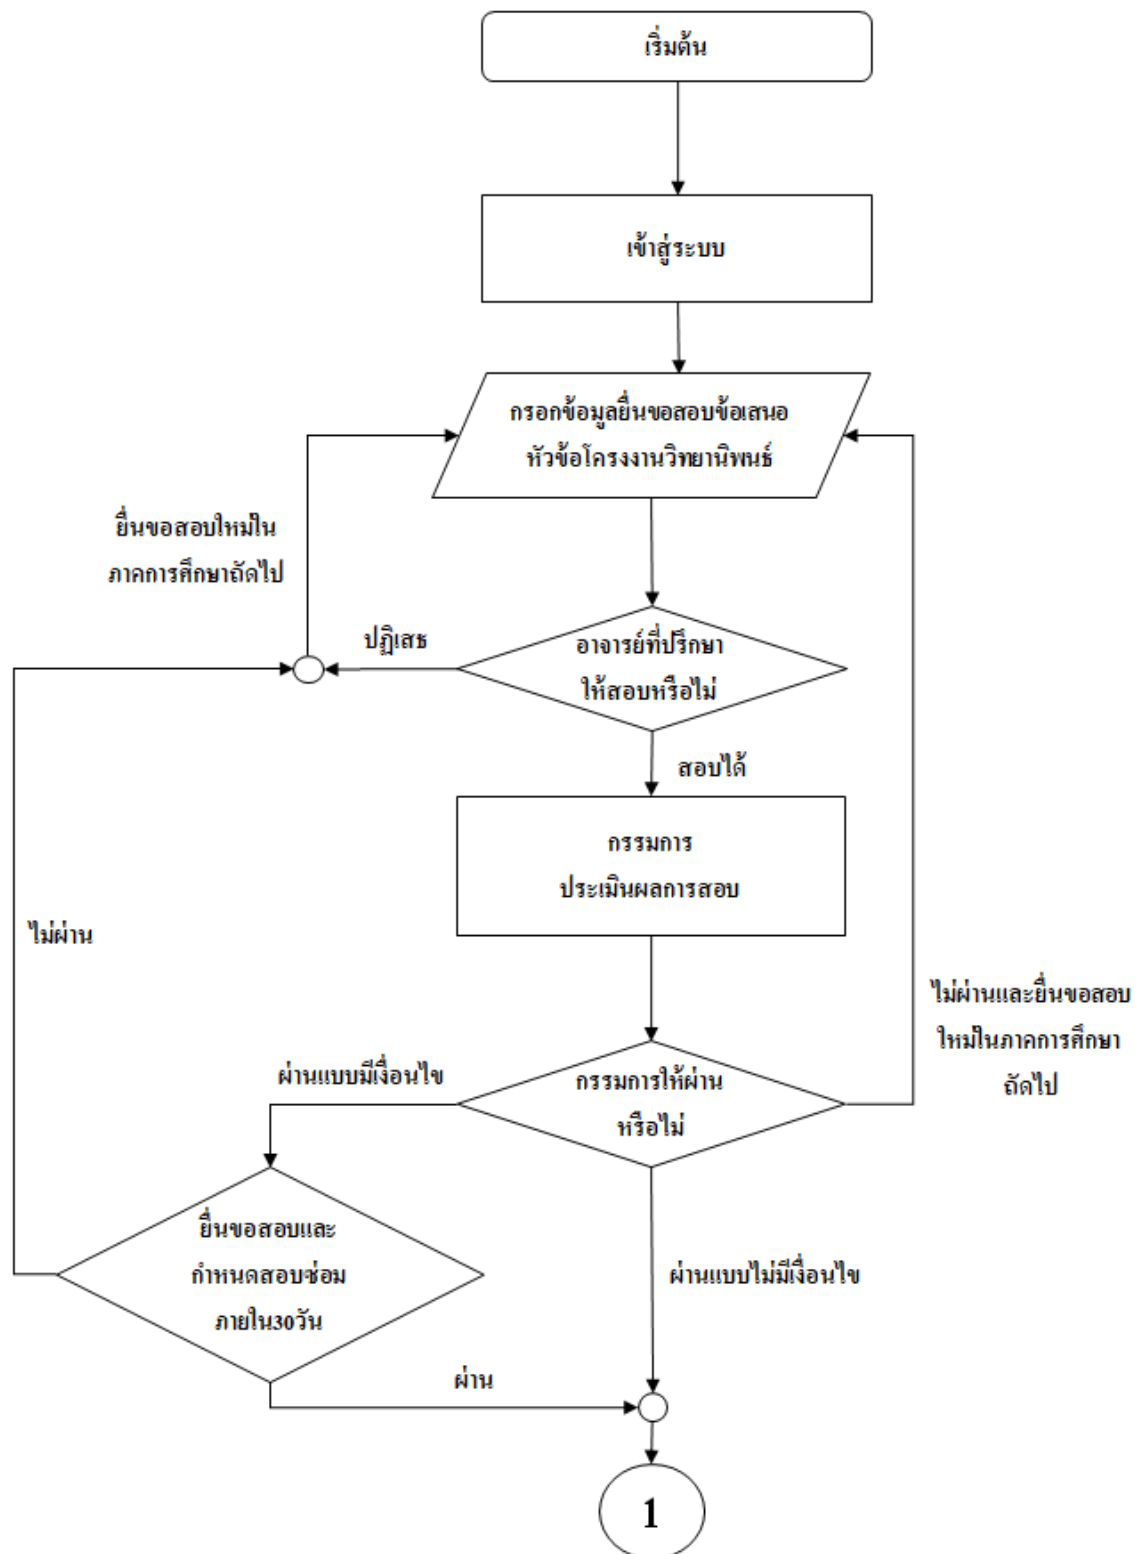 เริ่มต้น
เข้าสู่ระบบ
กรอกข้อมูลยื่นขอสอบข้อเสนอ
หัวข้อโครงงานวิทยานิพนธ์
ยื่นขอสอบใหม่ใน
ภาคการศึกษาถัดไป
ปฏิเสธ
อาจารย์ที่ปรึกษา
ให้สอบหรือไม่
สอบได้
กรรมการ
ประเมินผลการสอบ
ไม่ผ่าน
ไม่ผ่านและยื่นขอสอบ
ใหม่ในภาคการศึกษา
ถัดไป
ผ่านแบบมีเงื่อนไข
กรรมการให้ผ่าน
หรือไม่
ยื่นขอสอบและ
กำหนดสอบซ่อม
ภายใน30วัน
ผ่านแบบไม่มีเงื่อนไข
ผ่าน
1